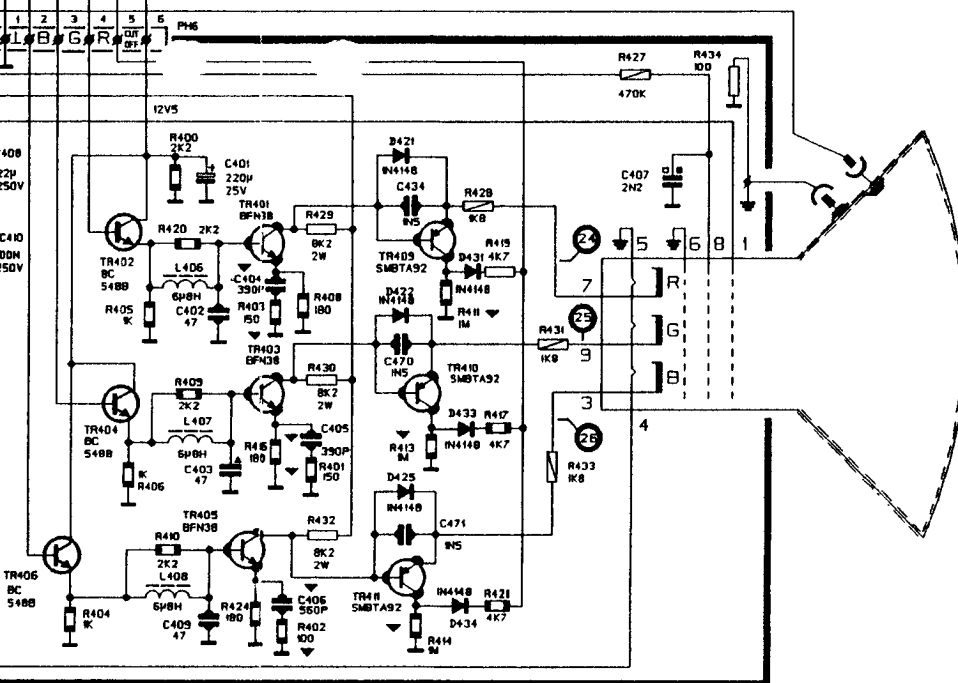 1 2 3 4 5 6
PH6
B G R CUT OFF
R427
470K
R434
100
12V5
22µ
250V
C410
250V
R400
2K2
C401
220µ
25V
TR401
BFN38
R429
8K2
2W
D421
1N4148
C434
1N5
R428
1K8
C407
2N2
TR402
BC
548B
R420 2K2
L406
6µ8H
C404
390P
R403
150
R408
180
R405
1K
C402
47
TR409
SMBTA92
D431
1N4148
R419
4K7
R411
1M
D422
1N4148
24
5 6 8 1
7 R
25
G
9
B
3
4
26
R431
1K8
TR403
BFN38
R430
8K2
2W
C470
1N5
TR410
SMBTA92
TR404
BC
548B
R409
2K2
L407
6µ8H
R416
180
C405
390P
R401
150
C403
47
1K
R406
R413
1M
D433
1N4148
R417
4K7
R433
1K8
D425
1N4148
C471
1N5
TR405
BFN38
R432
8K2
2W
TR406
BC
548B
R410
2K2
L408
6µ8H
R404
1K
C409
47
R424
180
C406
560P
R402
100
TR411
SMBTA92
1N4148
D434
R421
4K7
R414
1M